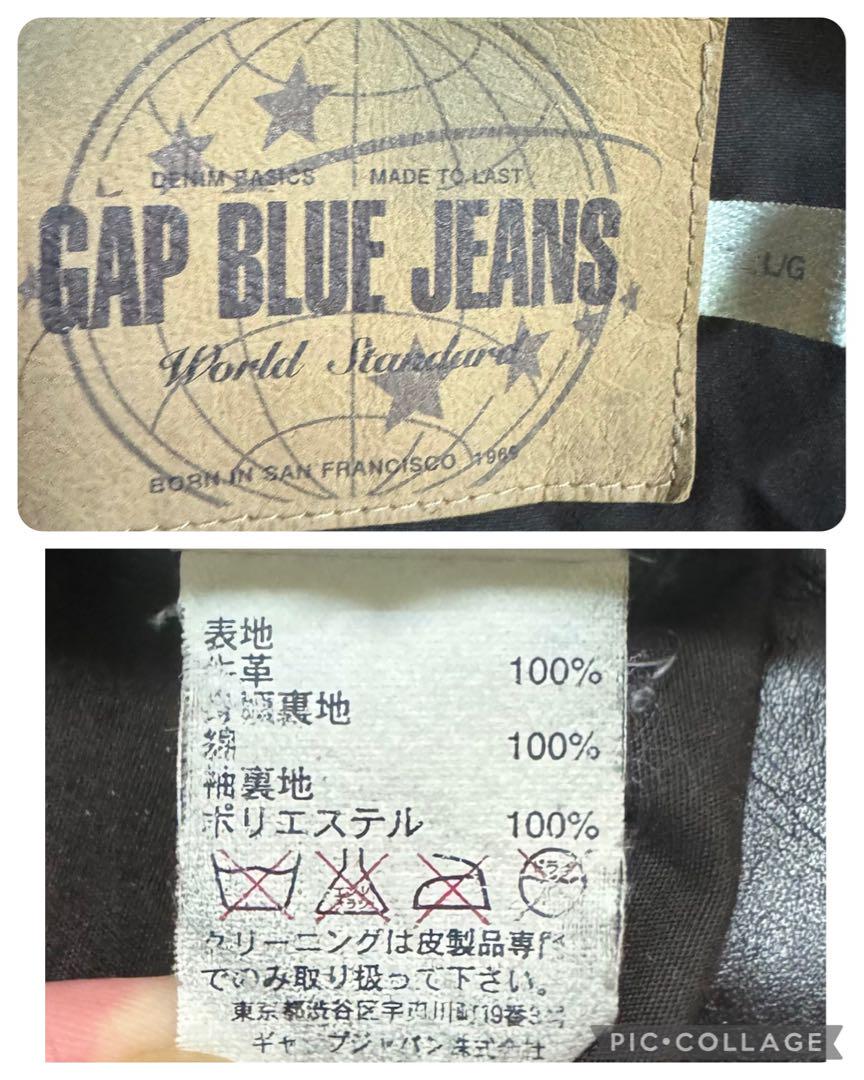 DENIM BASICS MADE TO LAST
GAP BLUE JEANS
World Standard
BORN IN SAN FRANCISCO 1969
L/G
表地
牛革 100%
裏地
綿 100%
袖裏地
ポリエステル 100%
ドライ
クリーニングは皮製品専門
でのみ取り扱って下さい。
東京都渋谷区宇田川町19番3号
ギャップジャパン株式会社
PIC•COLLAGE